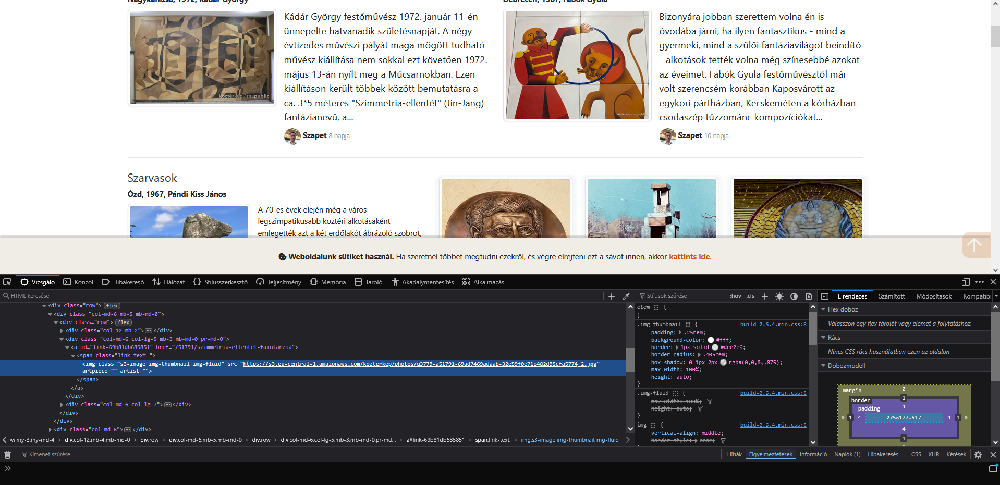 Nagykanizsa, 1972, Kádár György
Kádár György festőművész 1972. január 11-én
ünnepelte hatvanadik születésnapját. A négy
évtizedes művészi pályát maga mögött tudható
művész kiállítása nem sokkal ezt követően 1972.
május 13-án nyílt meg a Műcsarnokban. Ezen
kiállításon került többek között bemutatásra a
ca. 3*5 méteres "Szimmetria-ellentét" (Jin-Jang)
fantázianevű, a...
köztérkép / mapublic
Szapet 8 napja
Debrecen, 1967, Fabók Gyula
Bizonyára jobban szerettem volna én is
óvodába járni, ha ilyen fantasztikus - mind a
gyermeki, mind a szülői fantáziavilágot beindító
- alkotások tették volna még színesebbé azokat
az éveimet. Fabók Gyula festőművésztől már
volt szerencsém korábban Kaposvárott az
egykori pártházban, Kecskeméten a kórházban
csodaszép tűzzománc kompozíciókat...
köztérkép / mapublic
Szapet 10 napja
Szarvasok
Ózd, 1967, Pándi Kiss János
A 70-es évek elején még a város
legszimpatikusabb köztéri alkotásaként
emlegették azt a két erdőlakót ábrázoló szobrot,
Weboldalunk sütiket használ. Ha szeretnél többet megtudni ezekről, és végre elrejteni ezt a sávot innen, akkor kattints ide.
Vizsgáló Konzol Hibakereső Hálózat Stílusszerkesztő Teljesítmény Memória Tároló Akadálymentesítés Alkalmazás
HTML keresése
<div class="row"> flex
<div class="col-md-6 mb-5 mb-md-0">
<div class="row"> flex
<div class="col-12 mb-2"> </div>
<div class="col-md-6 col-lg-5 mb-3 mb-md-0 pr-md-0">
<a id="link-69b81db685851" href="/51791/szimmetria-ellentet-faintarzia">
<span class="link-text ">
<img class="s3-image img-thumbnail img-fluid" src="https://s3.eu-central-1.amazonaws.com/kozterkep/photos/u3779-a51791-69ad7469adaab-32e59f0e71e482d95cfa5774_2.jpg"
artpiece="" artist="">
</span>
</a>
</div>
<div class="col-md-6 col-lg-7"> </div>
</div>
</div>
<div class="col-md-6"> </div>
ow.my-3.my-md-4 div.col-12.mb-4.mb-md-0 div.row div.col-md-6.mb-5.mb-md-0 div.row div.col-md-6.col-lg-5.mb-3.mb-md-0.pr-md... a#link-69b81db685851 span.link-text. img.s3-image.img-thumbnail.img-fluid
Stílusok szűrése :hov .cls
elem {
}
.img-thumbnail { build-2.6.4.min.css:8
padding: .25rem;
background-color: #fff;
border: 1px solid #dee2e6;
border-radius: .405rem;
box-shadow: 0 1px 2px rgba(0,0,0,.075);
max-width: 100%;
height: auto;
}
.img-fluid { build-2.6.4.min.css:8
max-width: 100%;
height: auto;
}
img { build-2.6.4.min.css:8
vertical-align: middle;
border-style: none;
Elrendezés Számított Módosítások Kompatibi
Flex doboz
Válasszon egy flex tárolót vagy elemet a folytatáshoz.
Rács
Nincs CSS rács használatban ezen az oldalon
Dobozmodell
margin 0
border 1
padding 4
0 1 4 275×177.517 4 1 0
4
1
Kimenet szűrése
Hibák Figyelmeztetések Információ Naplók (1) Hibakeresés CSS XHR Kérések